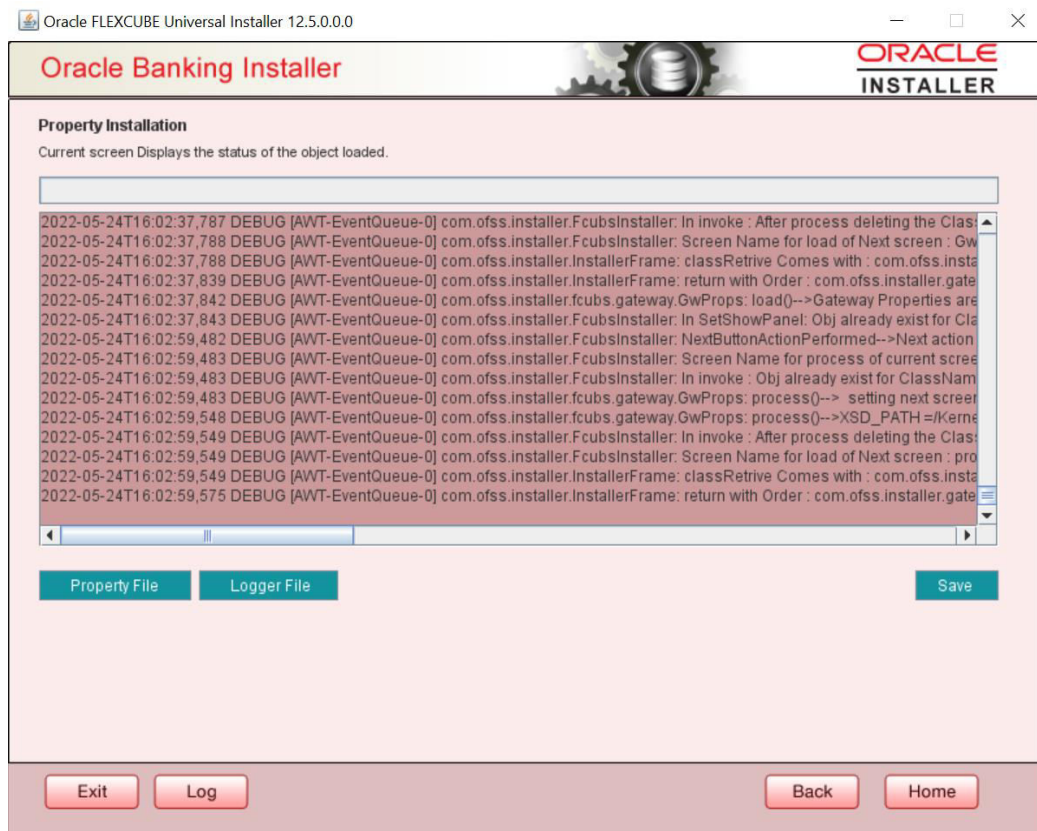 Oracle FLEXCUBE Universal Installer 12.5.0.0.0
Oracle Banking Installer
ORACLE
INSTALLER
Property Installation
Current screen Displays the status of the object loaded.
2022-05-24T16:02:37,787 DEBUG [AWT-EventQueue-0] com.ofss.installer.FcubsInstaller: In invoke : After process deleting the Clas
2022-05-24T16:02:37,788 DEBUG [AWT-EventQueue-0] com.ofss.installer.FcubsInstaller: Screen Name for load of Next screen : Gw
2022-05-24T16:02:37,788 DEBUG [AWT-EventQueue-0] com.ofss.installer.InstallerFrame: classRetrive Comes with : com.ofss.insta
2022-05-24T16:02:37,839 DEBUG [AWT-EventQueue-0] com.ofss.installer.InstallerFrame: return with Order : com.ofss.installer.gate
2022-05-24T16:02:37,842 DEBUG [AWT-EventQueue-0] com.ofss.installer.fcubs.gateway.GwProps: load()-->Gateway Properties are
2022-05-24T16:02:37,843 DEBUG [AWT-EventQueue-0] com.ofss.installer.FcubsInstaller: In SetShowPanel: Obj already exist for Cla
2022-05-24T16:02:59,482 DEBUG [AWT-EventQueue-0] com.ofss.installer.FcubsInstaller: NextButtonActionPerformed-->Next action
2022-05-24T16:02:59,483 DEBUG [AWT-EventQueue-0] com.ofss.installer.FcubsInstaller: Screen Name for process of current scree
2022-05-24T16:02:59,483 DEBUG [AWT-EventQueue-0] com.ofss.installer.FcubsInstaller: In invoke : Obj already exist for ClassNam
2022-05-24T16:02:59,483 DEBUG [AWT-EventQueue-0] com.ofss.installer.fcubs.gateway.GwProps: process()--> setting next screen
2022-05-24T16:02:59,548 DEBUG [AWT-EventQueue-0] com.ofss.installer.fcubs.gateway.GwProps: process()-->XSD_PATH =/Kerne
2022-05-24T16:02:59,549 DEBUG [AWT-EventQueue-0] com.ofss.installer.FcubsInstaller: In invoke : After process deleting the Clas
2022-05-24T16:02:59,549 DEBUG [AWT-EventQueue-0] com.ofss.installer.FcubsInstaller: Screen Name for load of Next screen : pro
2022-05-24T16:02:59,549 DEBUG [AWT-EventQueue-0] com.ofss.installer.InstallerFrame: classRetrive Comes with : com.ofss.insta
2022-05-24T16:02:59,575 DEBUG [AWT-EventQueue-0] com.ofss.installer.InstallerFrame: return with Order : com.ofss.installer.gate
Property File Logger File Save
Exit Log Back Home